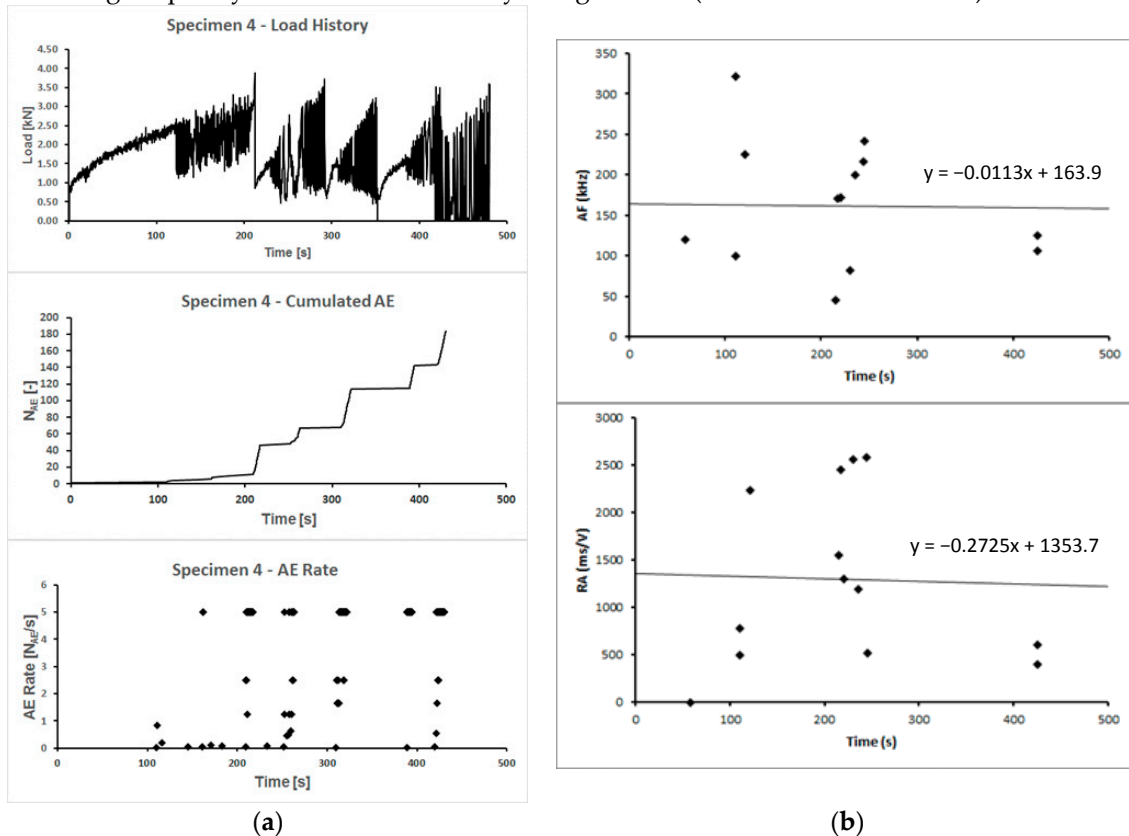 Specimen 4 - Load History
Load [kN]
4.50
4.00
3.50
3.00
2.50
2.00
1.50
1.00
0.50
0.00
0 100 200 300 400 500
Time [s]
Specimen 4 - Cumulated AE
N_AE [-]
200
180
160
140
120
100
80
60
40
20
0
0 100 200 300 400 500
Time [s]
Specimen 4 - AE Rate
AE Rate [N_AE/s]
6
5
4
3
2
1
0
0 100 200 300 400 500
Time [s]
(a)
AF (kHz)
350
300
250
200
150
100
50
0
y = −0.0113x + 163.9
0 100 200 300 400 500
Time (s)
RA (ms/V)
3000
2500
2000
1500
1000
500
0
y = −0.2725x + 1353.7
0 100 200 300 400 500
Time (s)
(b)